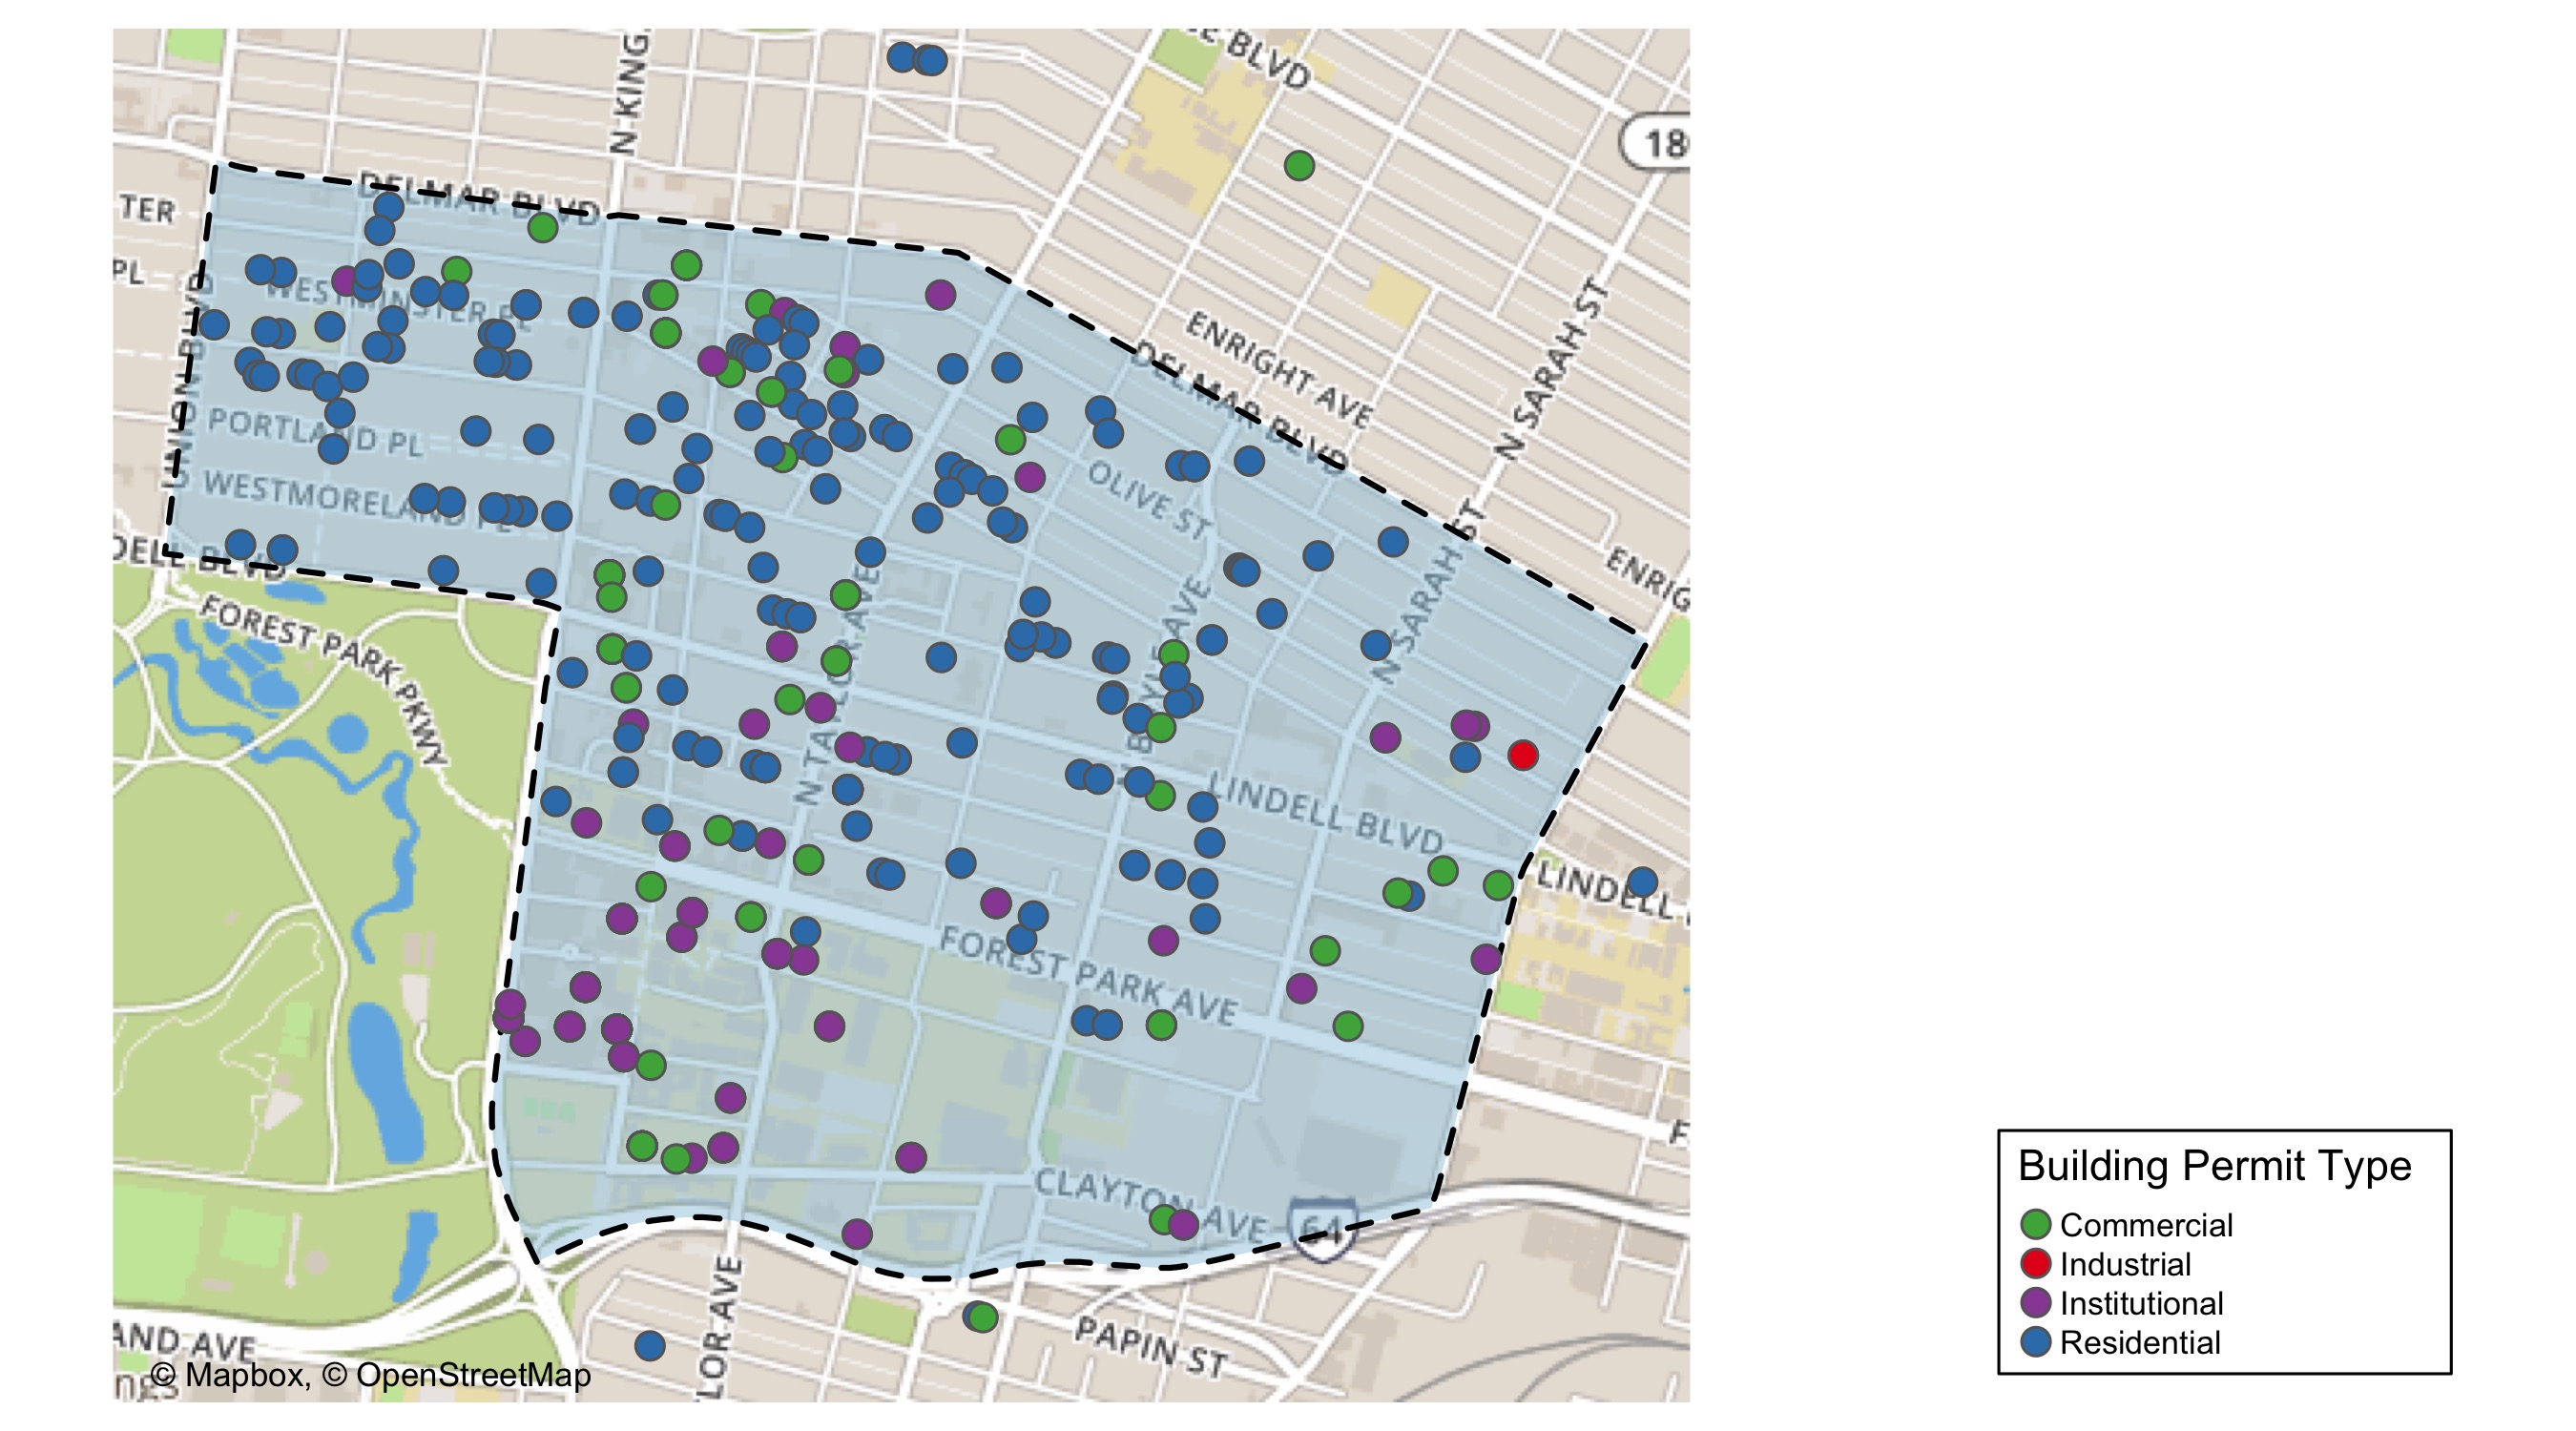 E BLVD
N KING
18
DELMAR BLVD
TER
PL
WESTMINSTER PL
UNION BLVD
ENRIGHT AVE
N SARAH ST
DELMAR BLVD
PORTLAND PL
WESTMORELAND PL
OLIVE ST
N SARAH ST
DELL BLVD
ENRIG
FOREST PARK PKWY
N TAYLOR AVE
N BOYLE AVE
LINDELL BLVD
LINDELL
FOREST PARK AVE
F
CLAYTON AVE
64
PAPIN ST
LOR AVE
AND AVE
© Mapbox, © OpenStreetMap
Building Permit Type
Commercial
Industrial
Institutional
Residential